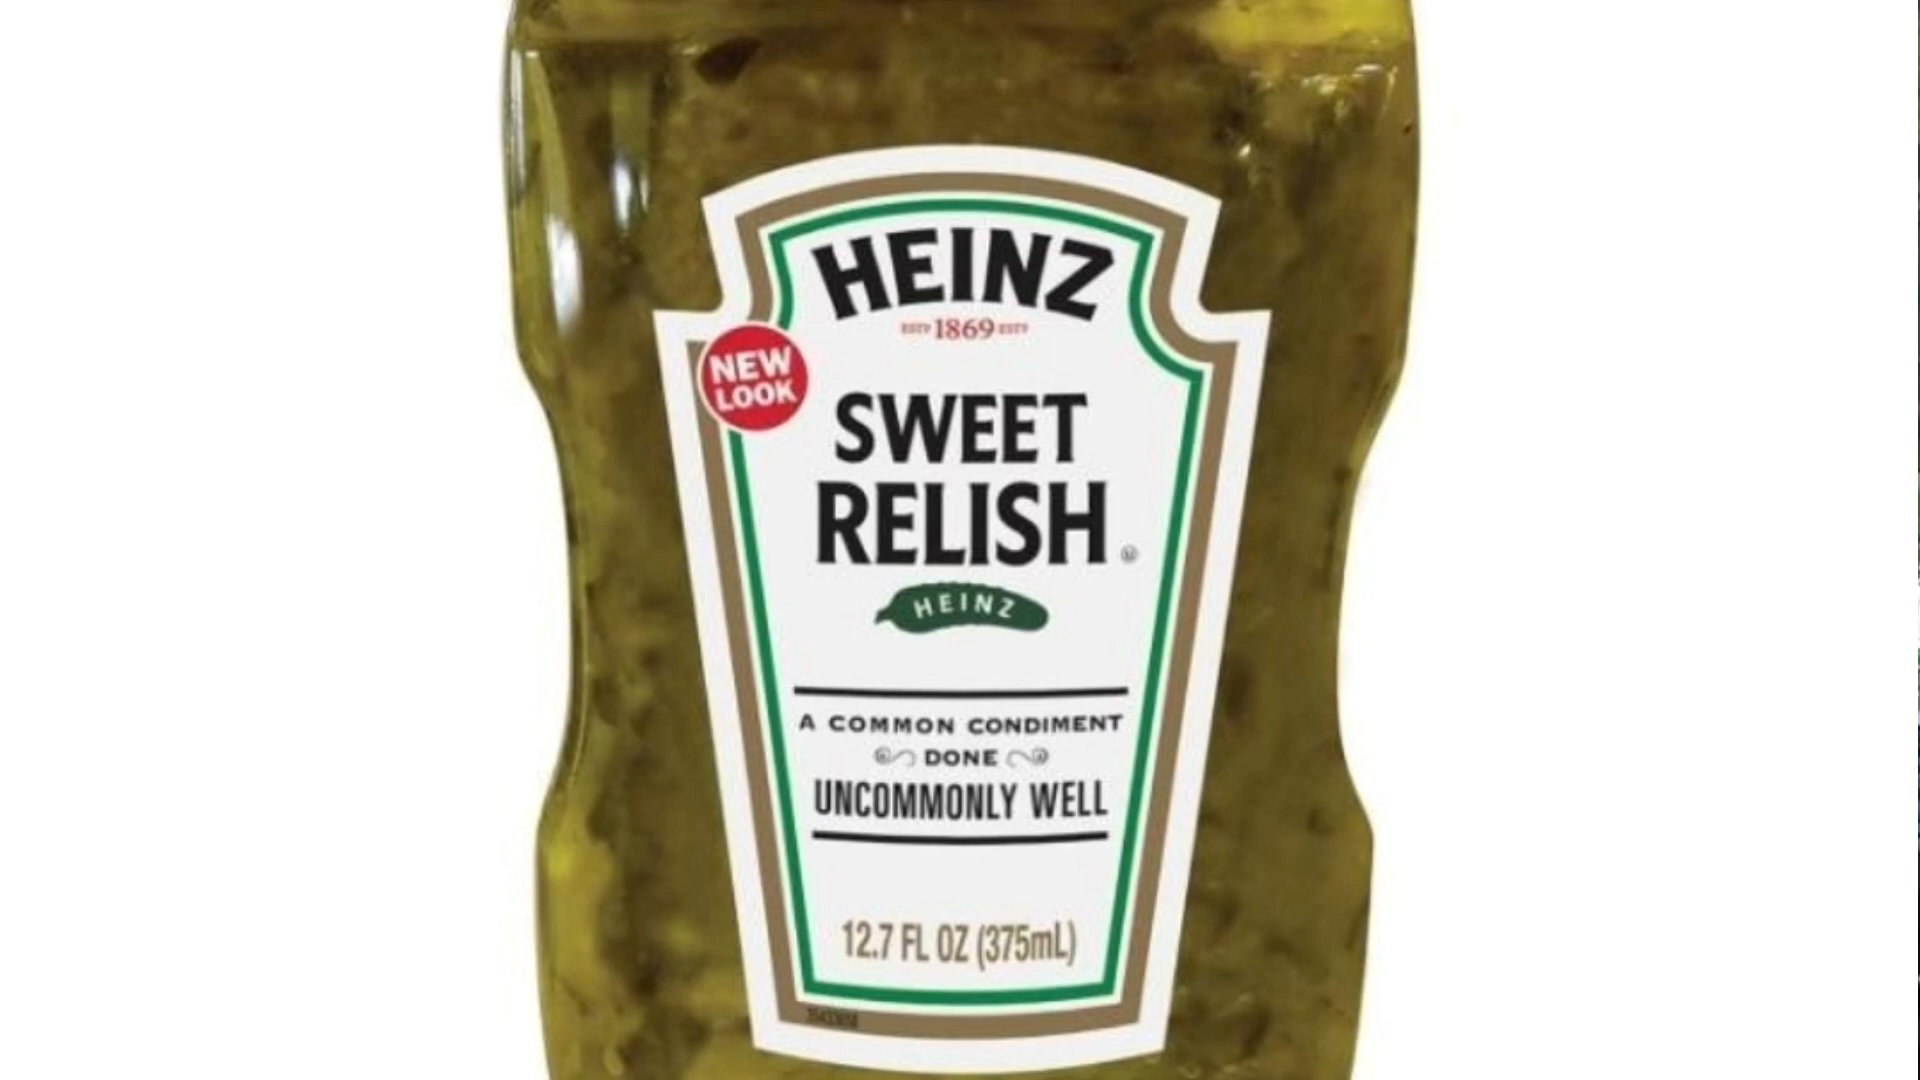 HEINZ
ESTD 1869 ESTD
NEW
LOOK
SWEET
RELISH
HEINZ
A COMMON CONDIMENT
DONE
UNCOMMONLY WELL
12.7 FL OZ (375mL)